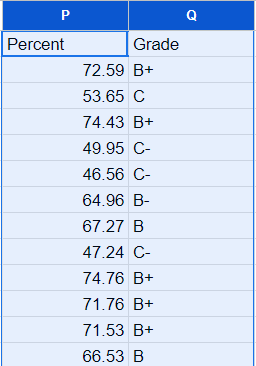 P Q
Percent Grade
72.59 B+
53.65 C
74.43 B+
49.95 C-
46.56 C-
64.96 B-
67.27 B
47.24 C-
74.76 B+
71.76 B+
71.53 B+
66.53 B